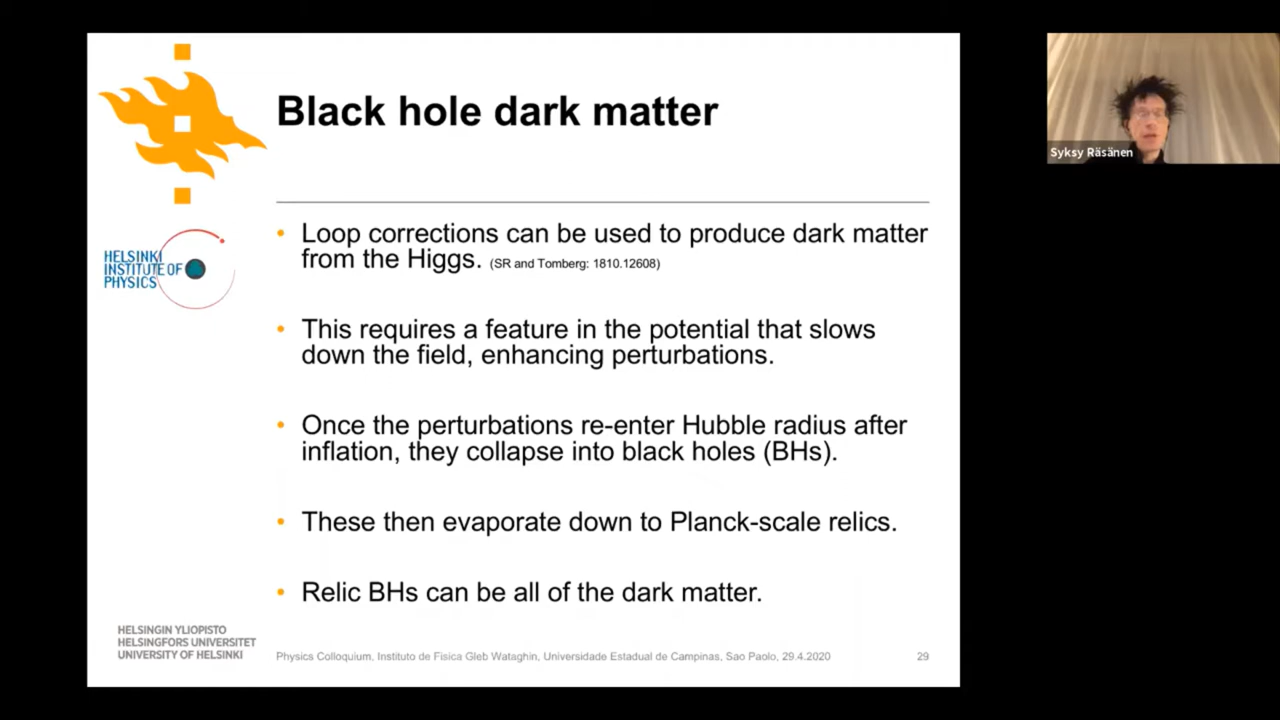 Black hole dark matter
Syksy Räsänen
HELSINKI
INSTITUTE OF
PHYSICS
• Loop corrections can be used to produce dark matter
from the Higgs. (SR and Tomberg: 1810.12608)
• This requires a feature in the potential that slows
down the field, enhancing perturbations.
• Once the perturbations re-enter Hubble radius after
inflation, they collapse into black holes (BHs).
• These then evaporate down to Planck-scale relics.
• Relic BHs can be all of the dark matter.
HELSINGIN YLIOPISTO
HELSINGFORS UNIVERSITET
UNIVERSITY OF HELSINKI
Physics Colloquium, Instituto de Fisica Gleb Wataghin, Universidade Estadual de Campinas, Sao Paolo, 29.4.2020
29